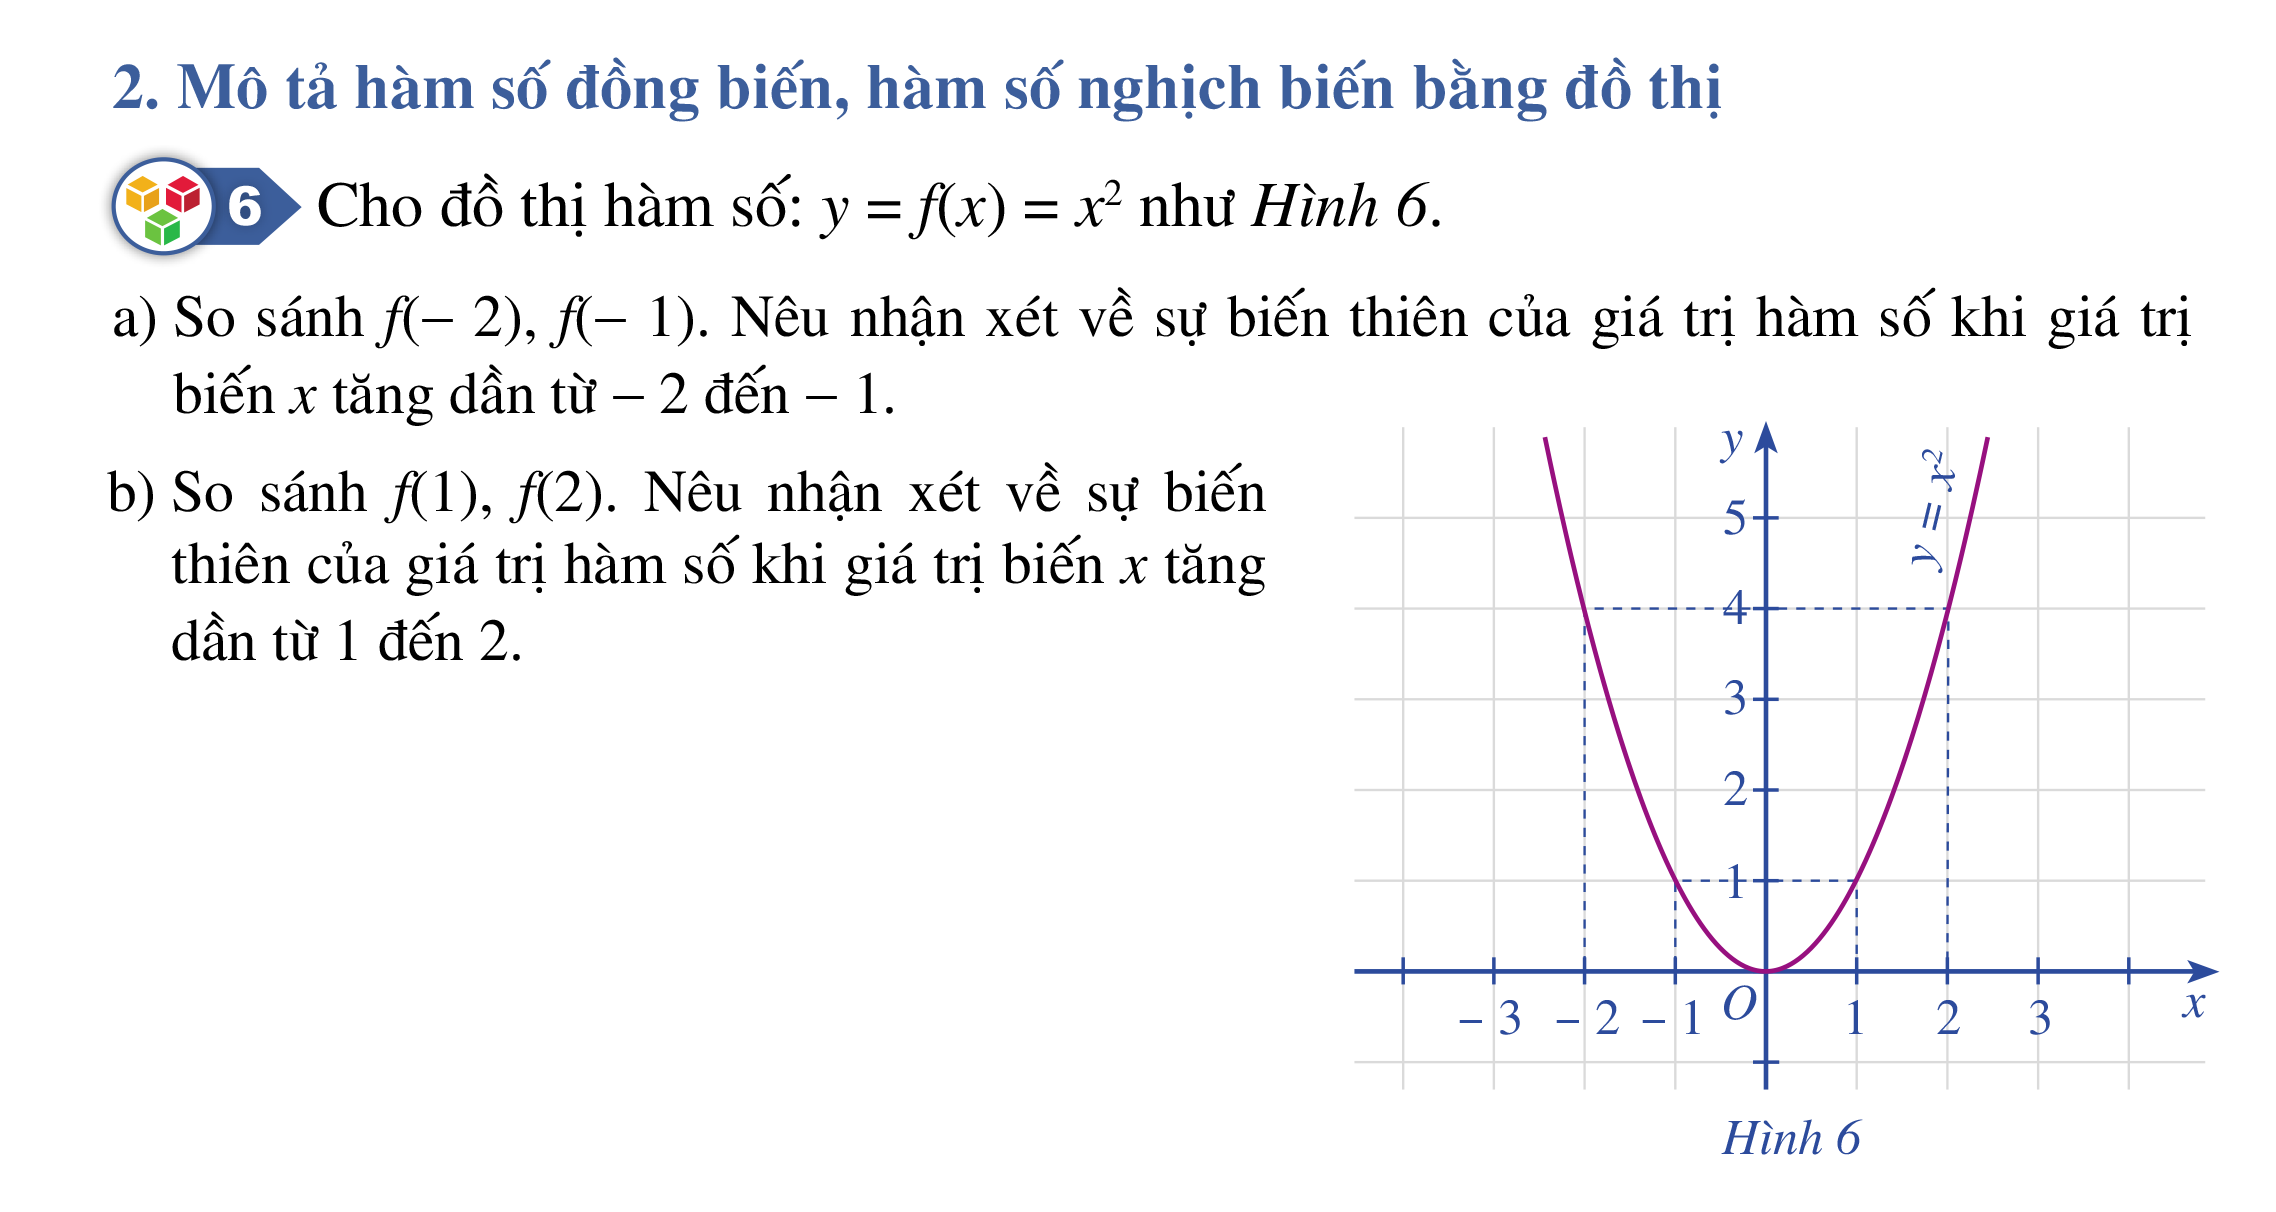 2. Mô tả hàm số đồng biến, hàm số nghịch biến bằng đồ thị
6 Cho đồ thị hàm số: y = f(x) = x² như Hình 6.
a) So sánh f(– 2), f(– 1). Nêu nhận xét về sự biến thiên của giá trị hàm số khi giá trị
biến x tăng dần từ – 2 đến – 1.
b) So sánh f(1), f(2). Nêu nhận xét về sự biến
thiên của giá trị hàm số khi giá trị biến x tăng
dần từ 1 đến 2.
y
y = x²
5
4
3
2
1
– 3 – 2 – 1 O 1 2 3 x
Hình 6